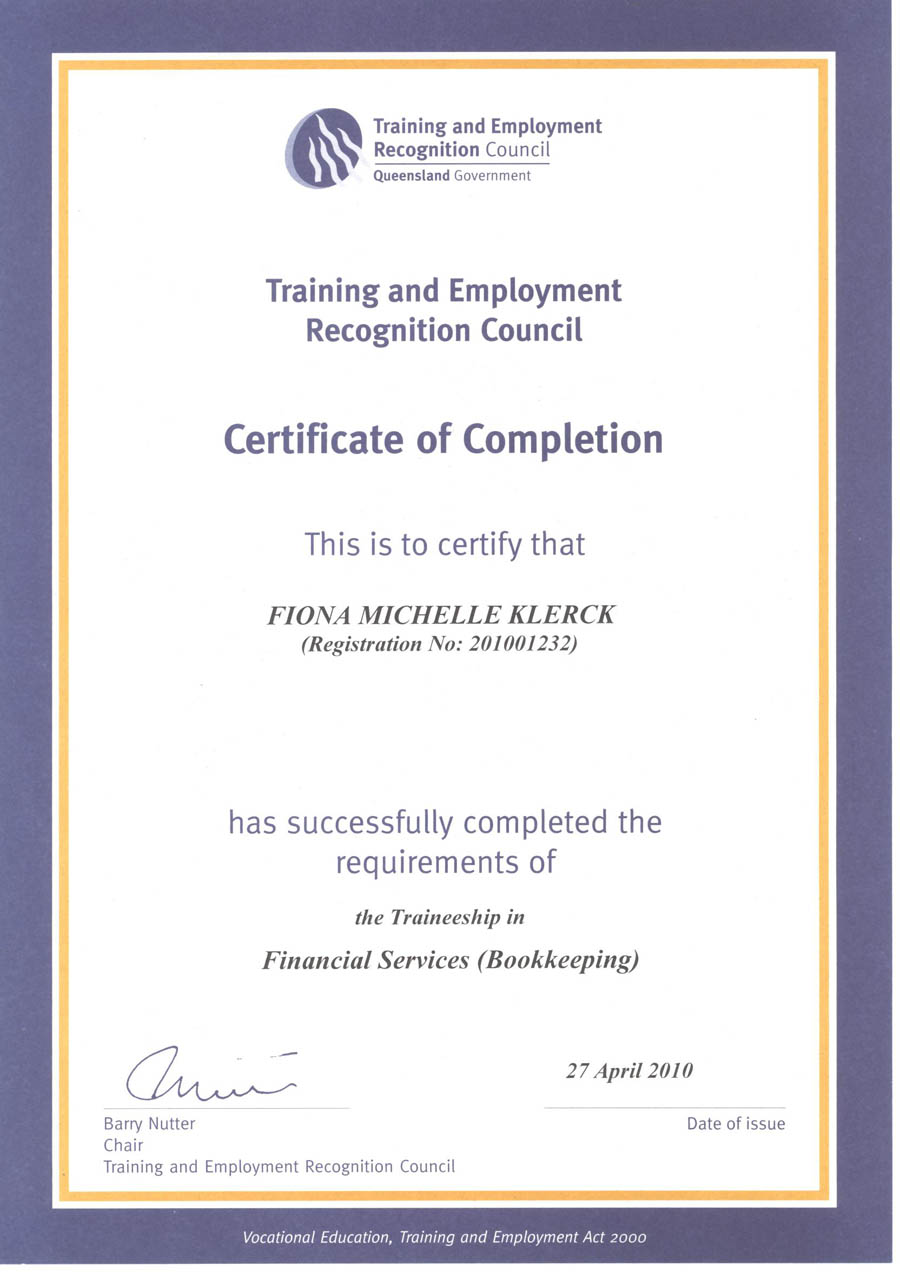 Training and Employment
Recognition Council
Queensland Government
Training and Employment
Recognition Council
Certificate of Completion
This is to certify that
FIONA MICHELLE KLERCK
(Registration No: 201001232)
has successfully completed the
requirements of
the Traineeship in
Financial Services (Bookkeeping)
27 April 2010
Barry Nutter
Date of issue
Chair
Training and Employment Recognition Council
Vocational Education, Training and Employment Act 2000